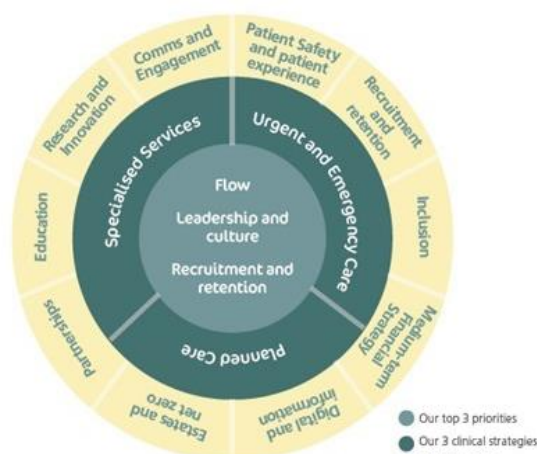 Patient Safety
and patient
experience
Recruitment
and
retention
Inclusion
Medium-term
Financial
Strategy
Digital and
information
Estates and
net zero
Partnerships
Education
Research and
Innovation
Comms and
Engagement
Specialised Services
Urgent and Emergency Care
Planned Care
Flow
Leadership and
culture
Recruitment and
retention
Our top 3 priorities
Our 3 clinical strategies